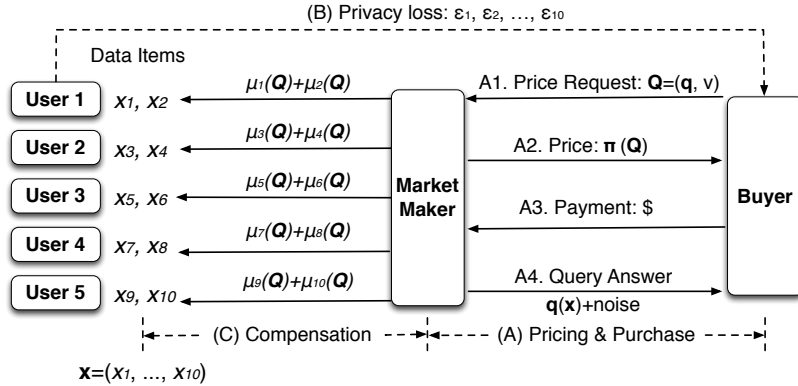 (B) Privacy loss: ε1, ε2, …, ε10
Data Items
User 1
x1, x2
μ1(Q)+μ2(Q)
A1. Price Request: Q=(q, v)
User 2
x3, x4
μ3(Q)+μ4(Q)
A2. Price: π (Q)
User 3
x5, x6
μ5(Q)+μ6(Q)
Market
Maker
A3. Payment: $
Buyer
User 4
x7, x8
μ7(Q)+μ8(Q)
User 5
x9, x10
μ9(Q)+μ10(Q)
A4. Query Answer
q(x)+noise
(C) Compensation
(A) Pricing & Purchase
x=(x1, ..., x10)